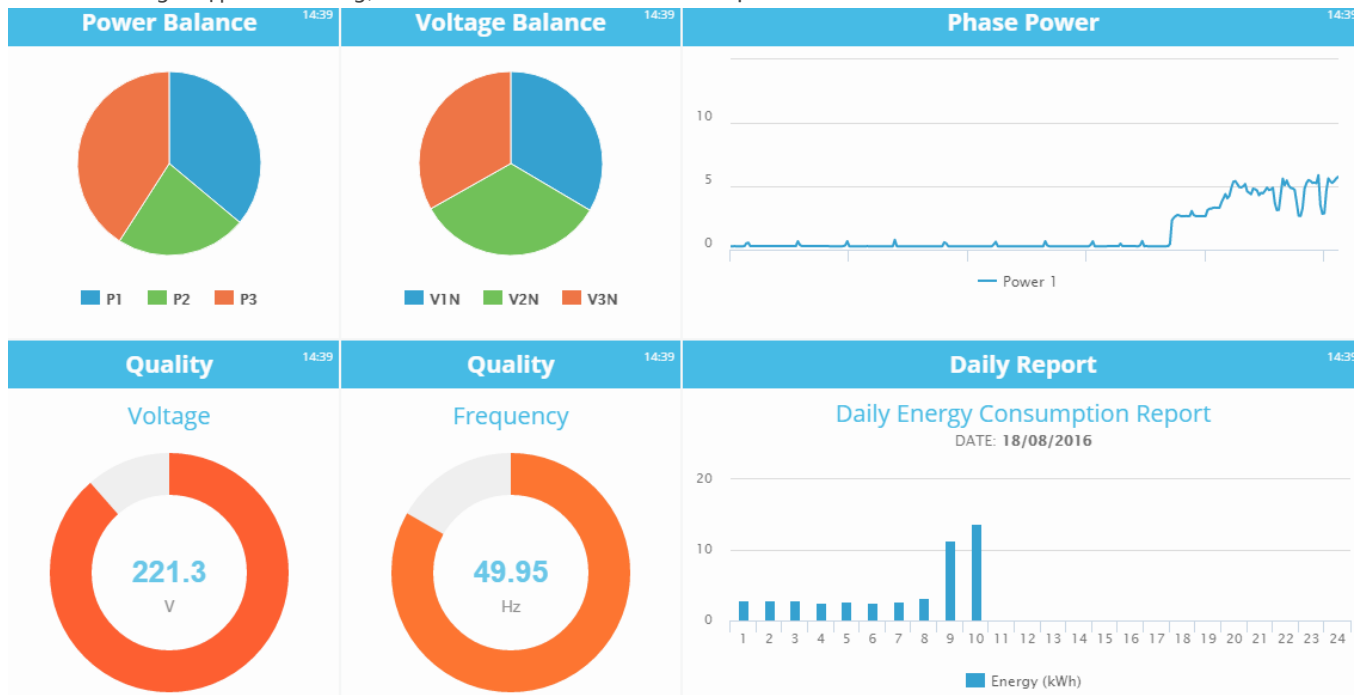 Power Balance 14:39
P1 P2 P3
Voltage Balance 14:39
V1N V2N V3N
Phase Power 14:39
10
5
0
Power 1
Quality 14:39
Voltage
221.3
V
Quality 14:39
Frequency
49.95
Hz
Daily Report 14:39
Daily Energy Consumption Report
DATE: 18/08/2016
20
10
0
1 2 3 4 5 6 7 8 9 10 11 12 13 14 15 16 17 18 19 20 21 22 23 24
Energy (kWh)